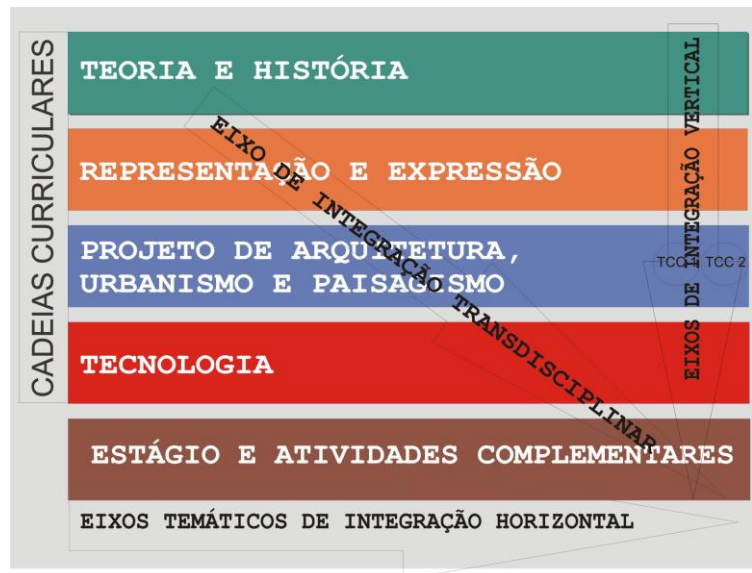 CADEIAS CURRICULARES
TEORIA E HISTÓRIA
REPRESENTAÇÃO E EXPRESSÃO
PROJETO DE ARQUITETURA,
URBANISMO E PAISAGISMO
TECNOLOGIA
ESTÁGIO E ATIVIDADES COMPLEMENTARES
EIXOS TEMÁTICOS DE INTEGRAÇÃO HORIZONTAL
EIXO DE INTEGRAÇÃO TRANSDISCIPLINAR
EIXOS DE INTEGRAÇÃO VERTICAL
TCC 1
TCC 2